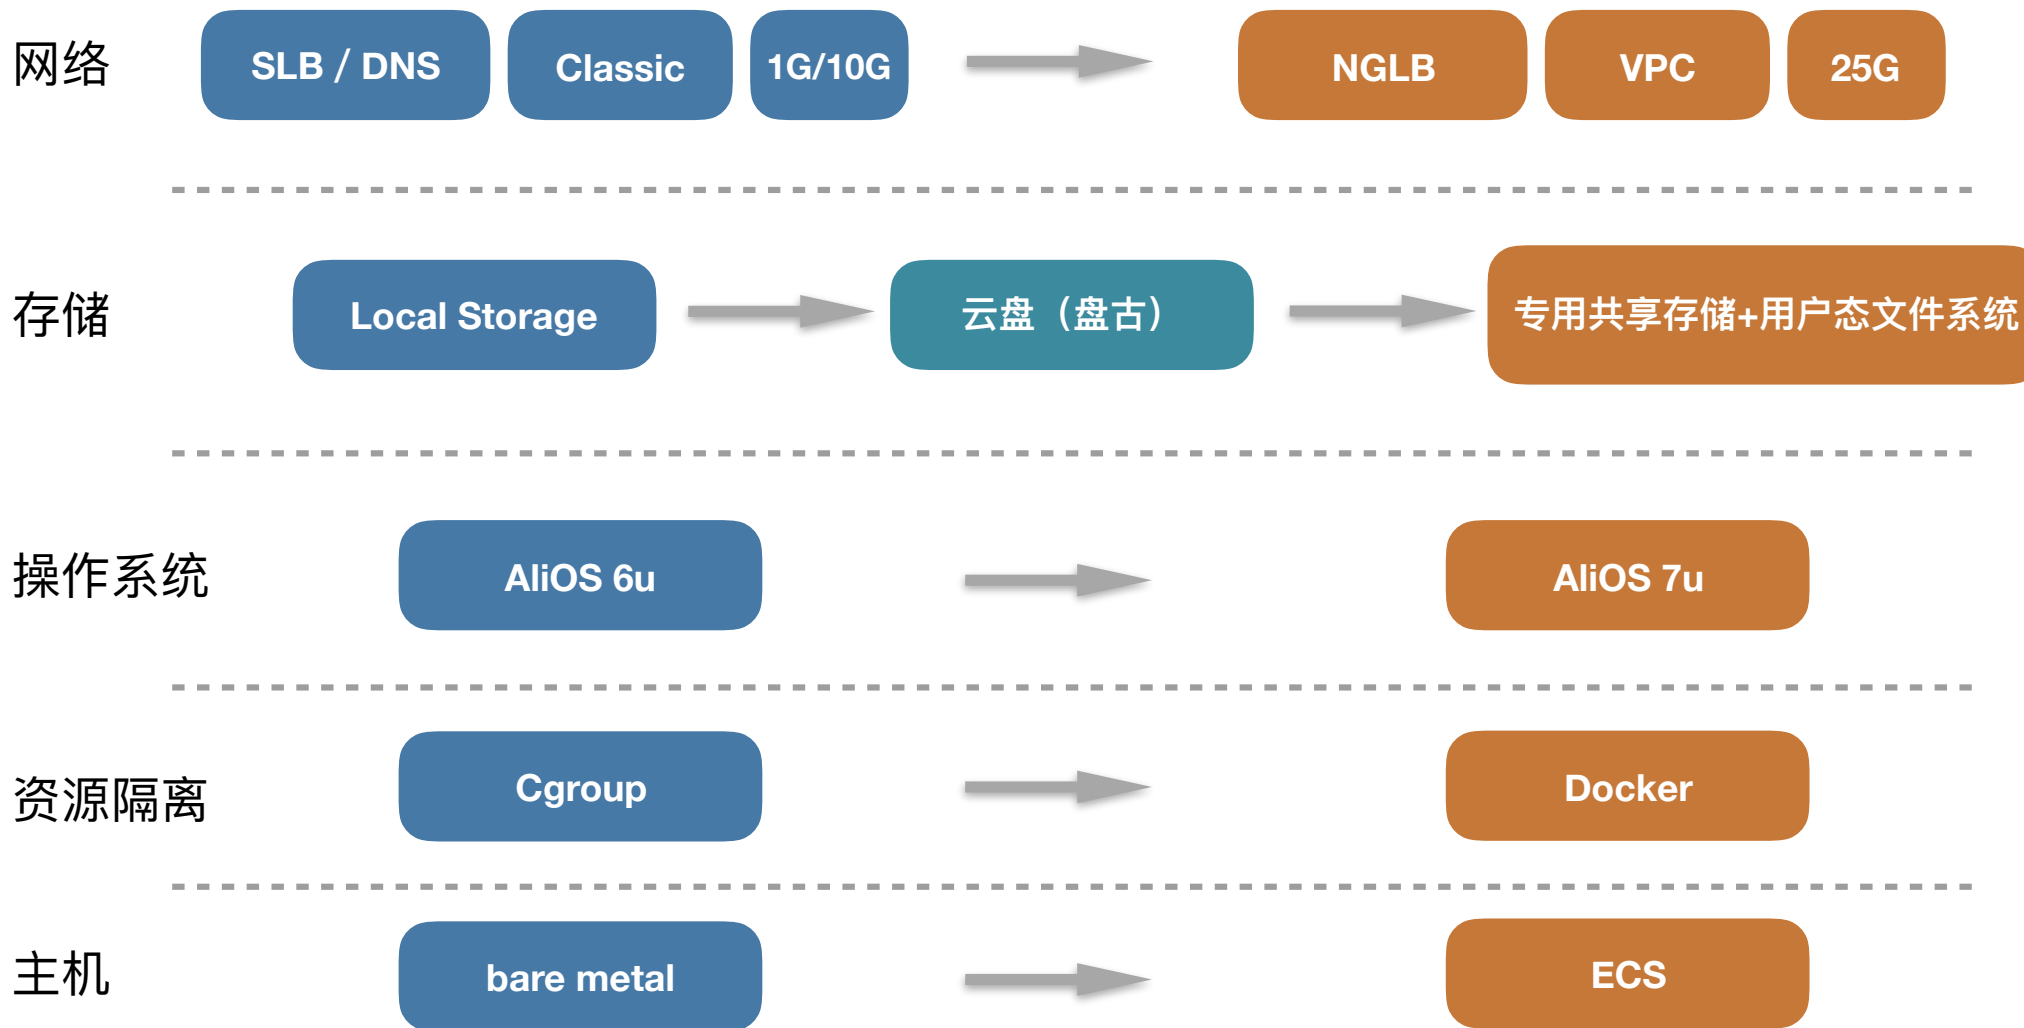 网络 SLB / DNS Classic 1G/10G NGLB VPC 25G
存储 Local Storage 云盘（盘古） 专用共享存储+用户态文件系统
操作系统 AliOS 6u AliOS 7u
资源隔离 Cgroup Docker
主机 bare metal ECS